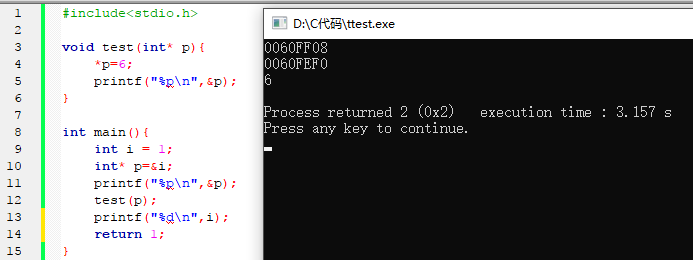 1 #include<stdio.h>
2
3 void test(int* p){
4 *p=6;
5 printf("%p\n",&p);
6 }
7
8 int main(){
9 int i = 1;
10 int* p=&i;
11 printf("%p\n",&p);
12 test(p);
13 printf("%d\n",i);
14 return 1;
15 }
D:\C代码\ttest.exe
0060FF08
0060FEF0
6
Process returned 2 (0x2) execution time : 3.157 s
Press any key to continue.